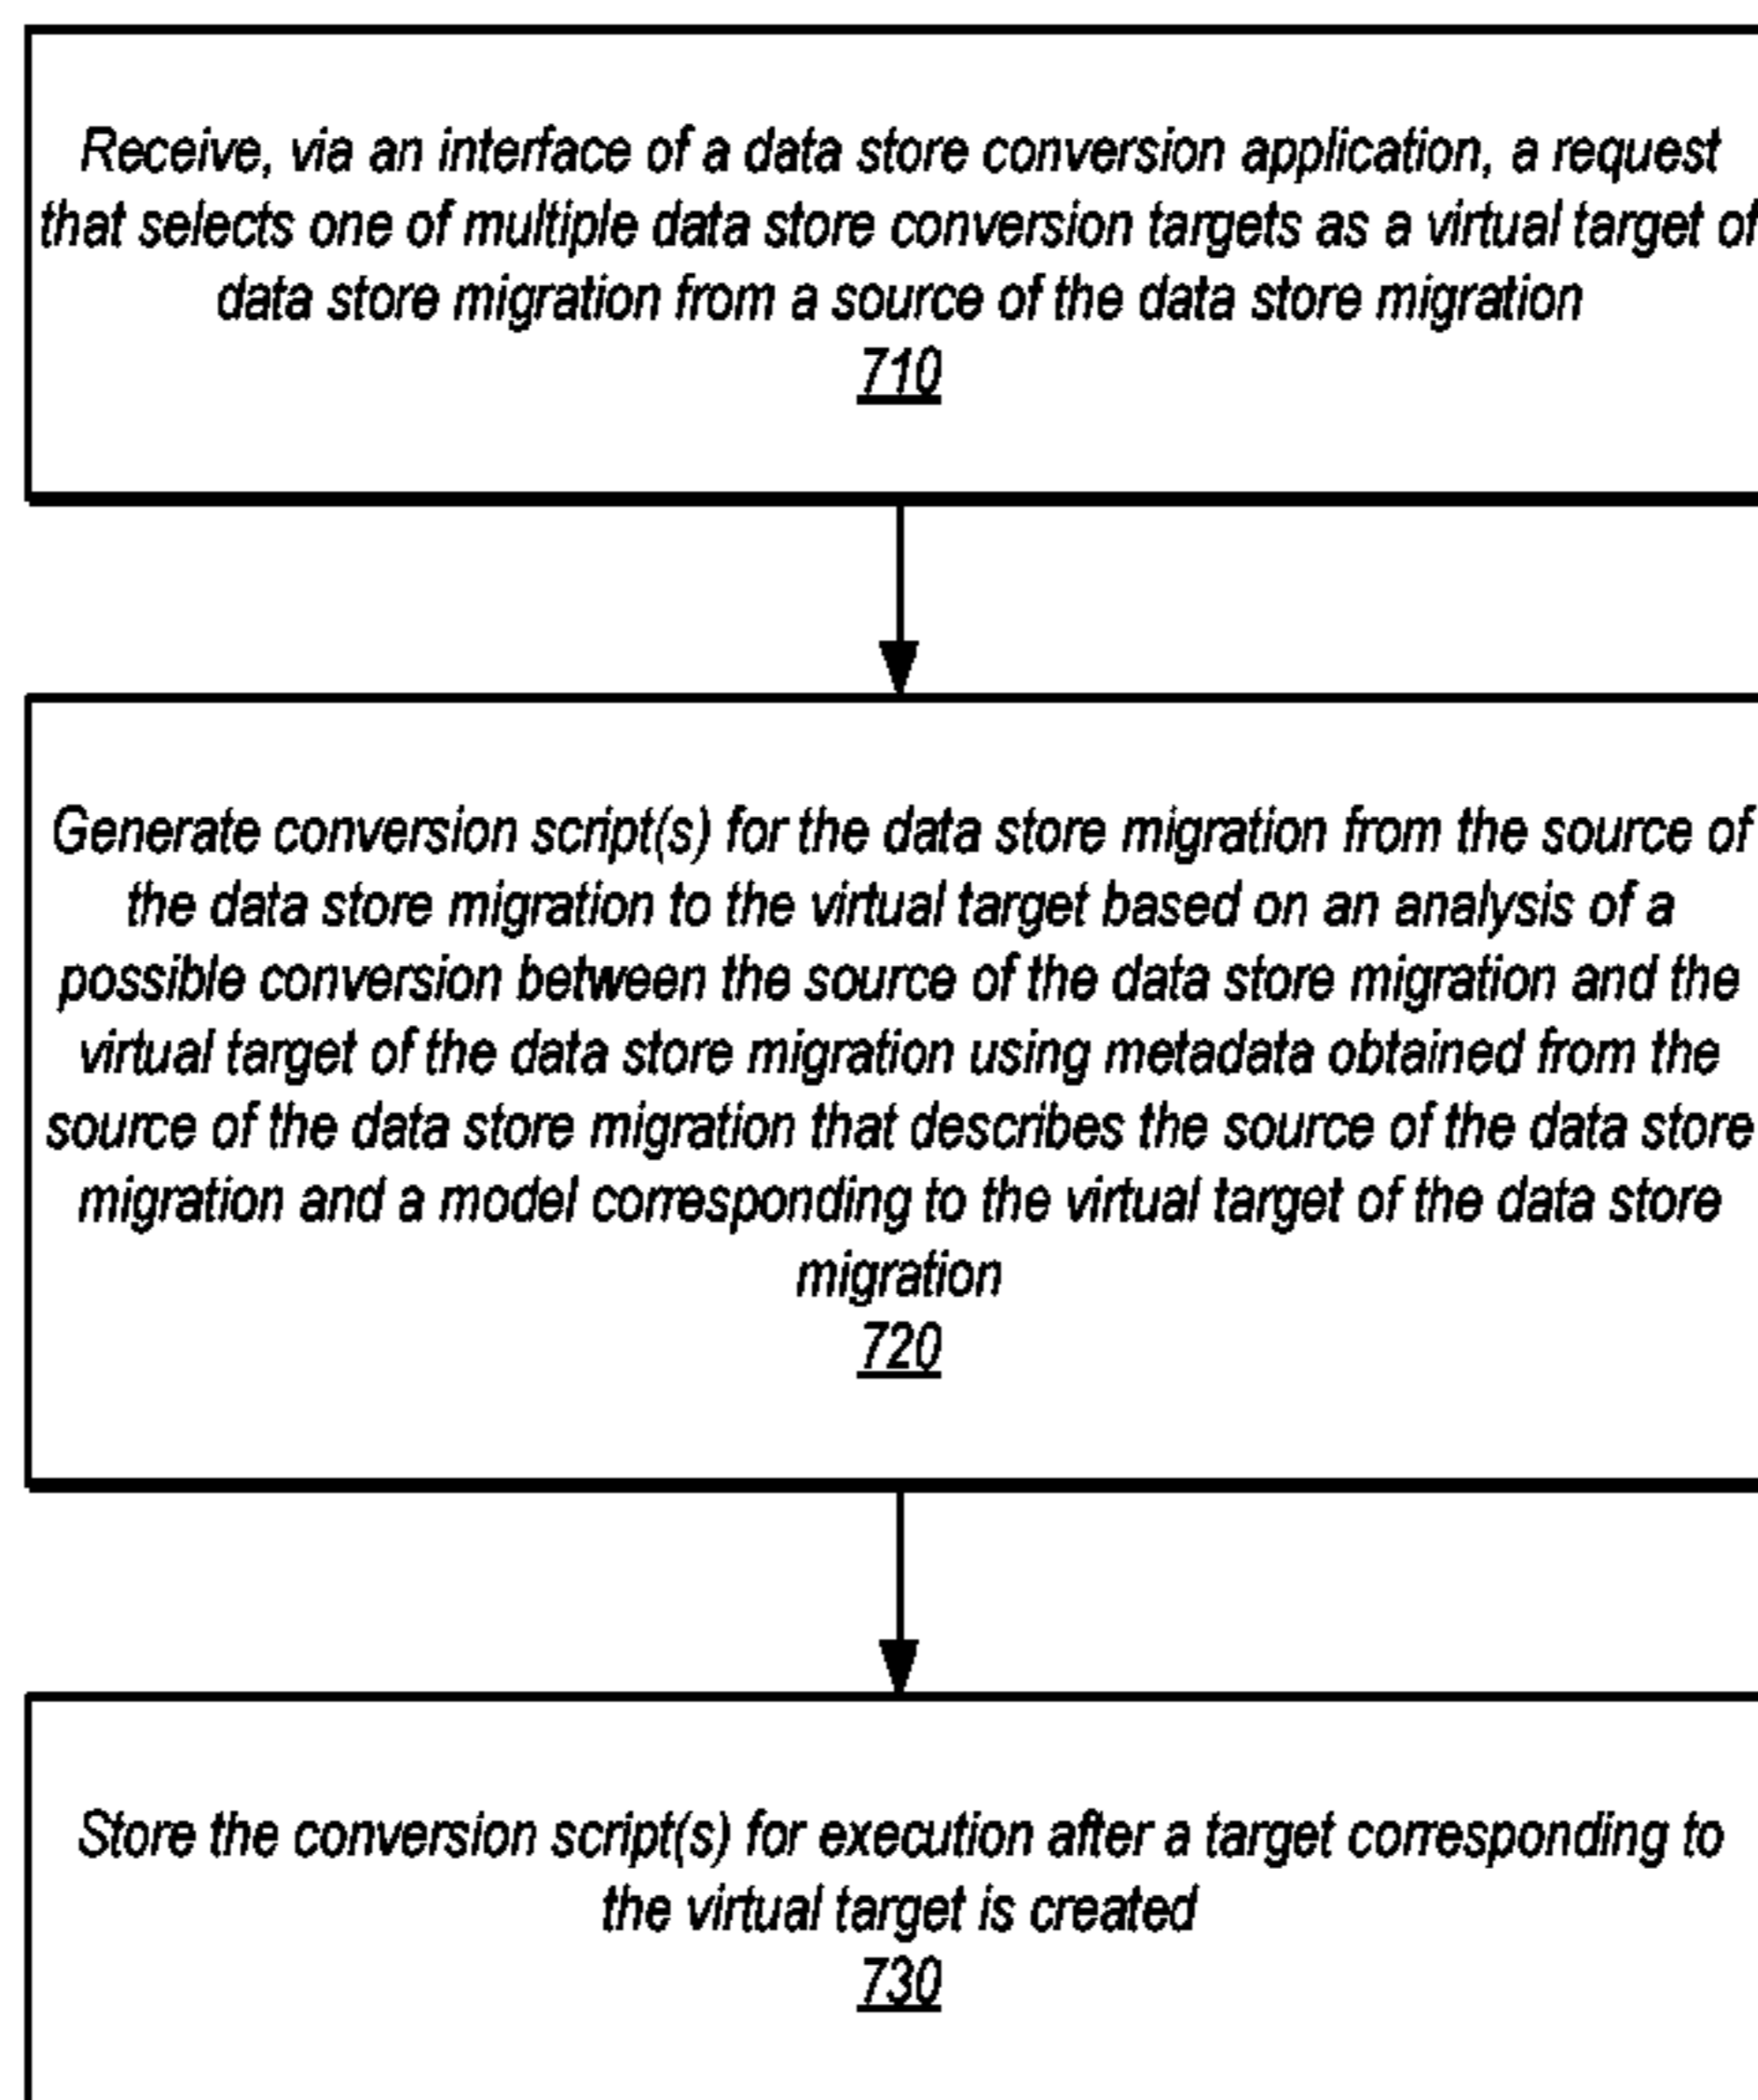 Receive, via an interface of a data store conversion application, a request
that selects one of multiple data store conversion targets as a virtual target of
data store migration from a source of the data store migration
710
Generate conversion script(s) for the data store migration from the source of
the data store migration to the virtual target based on an analysis of a
possible conversion between the source of the data store migration and the
virtual target of the data store migration using metadata obtained from the
source of the data store migration that describes the source of the data store
migration and a model corresponding to the virtual target of the data store
migration
720
Store the conversion script(s) for execution after a target corresponding to
the virtual target is created
730